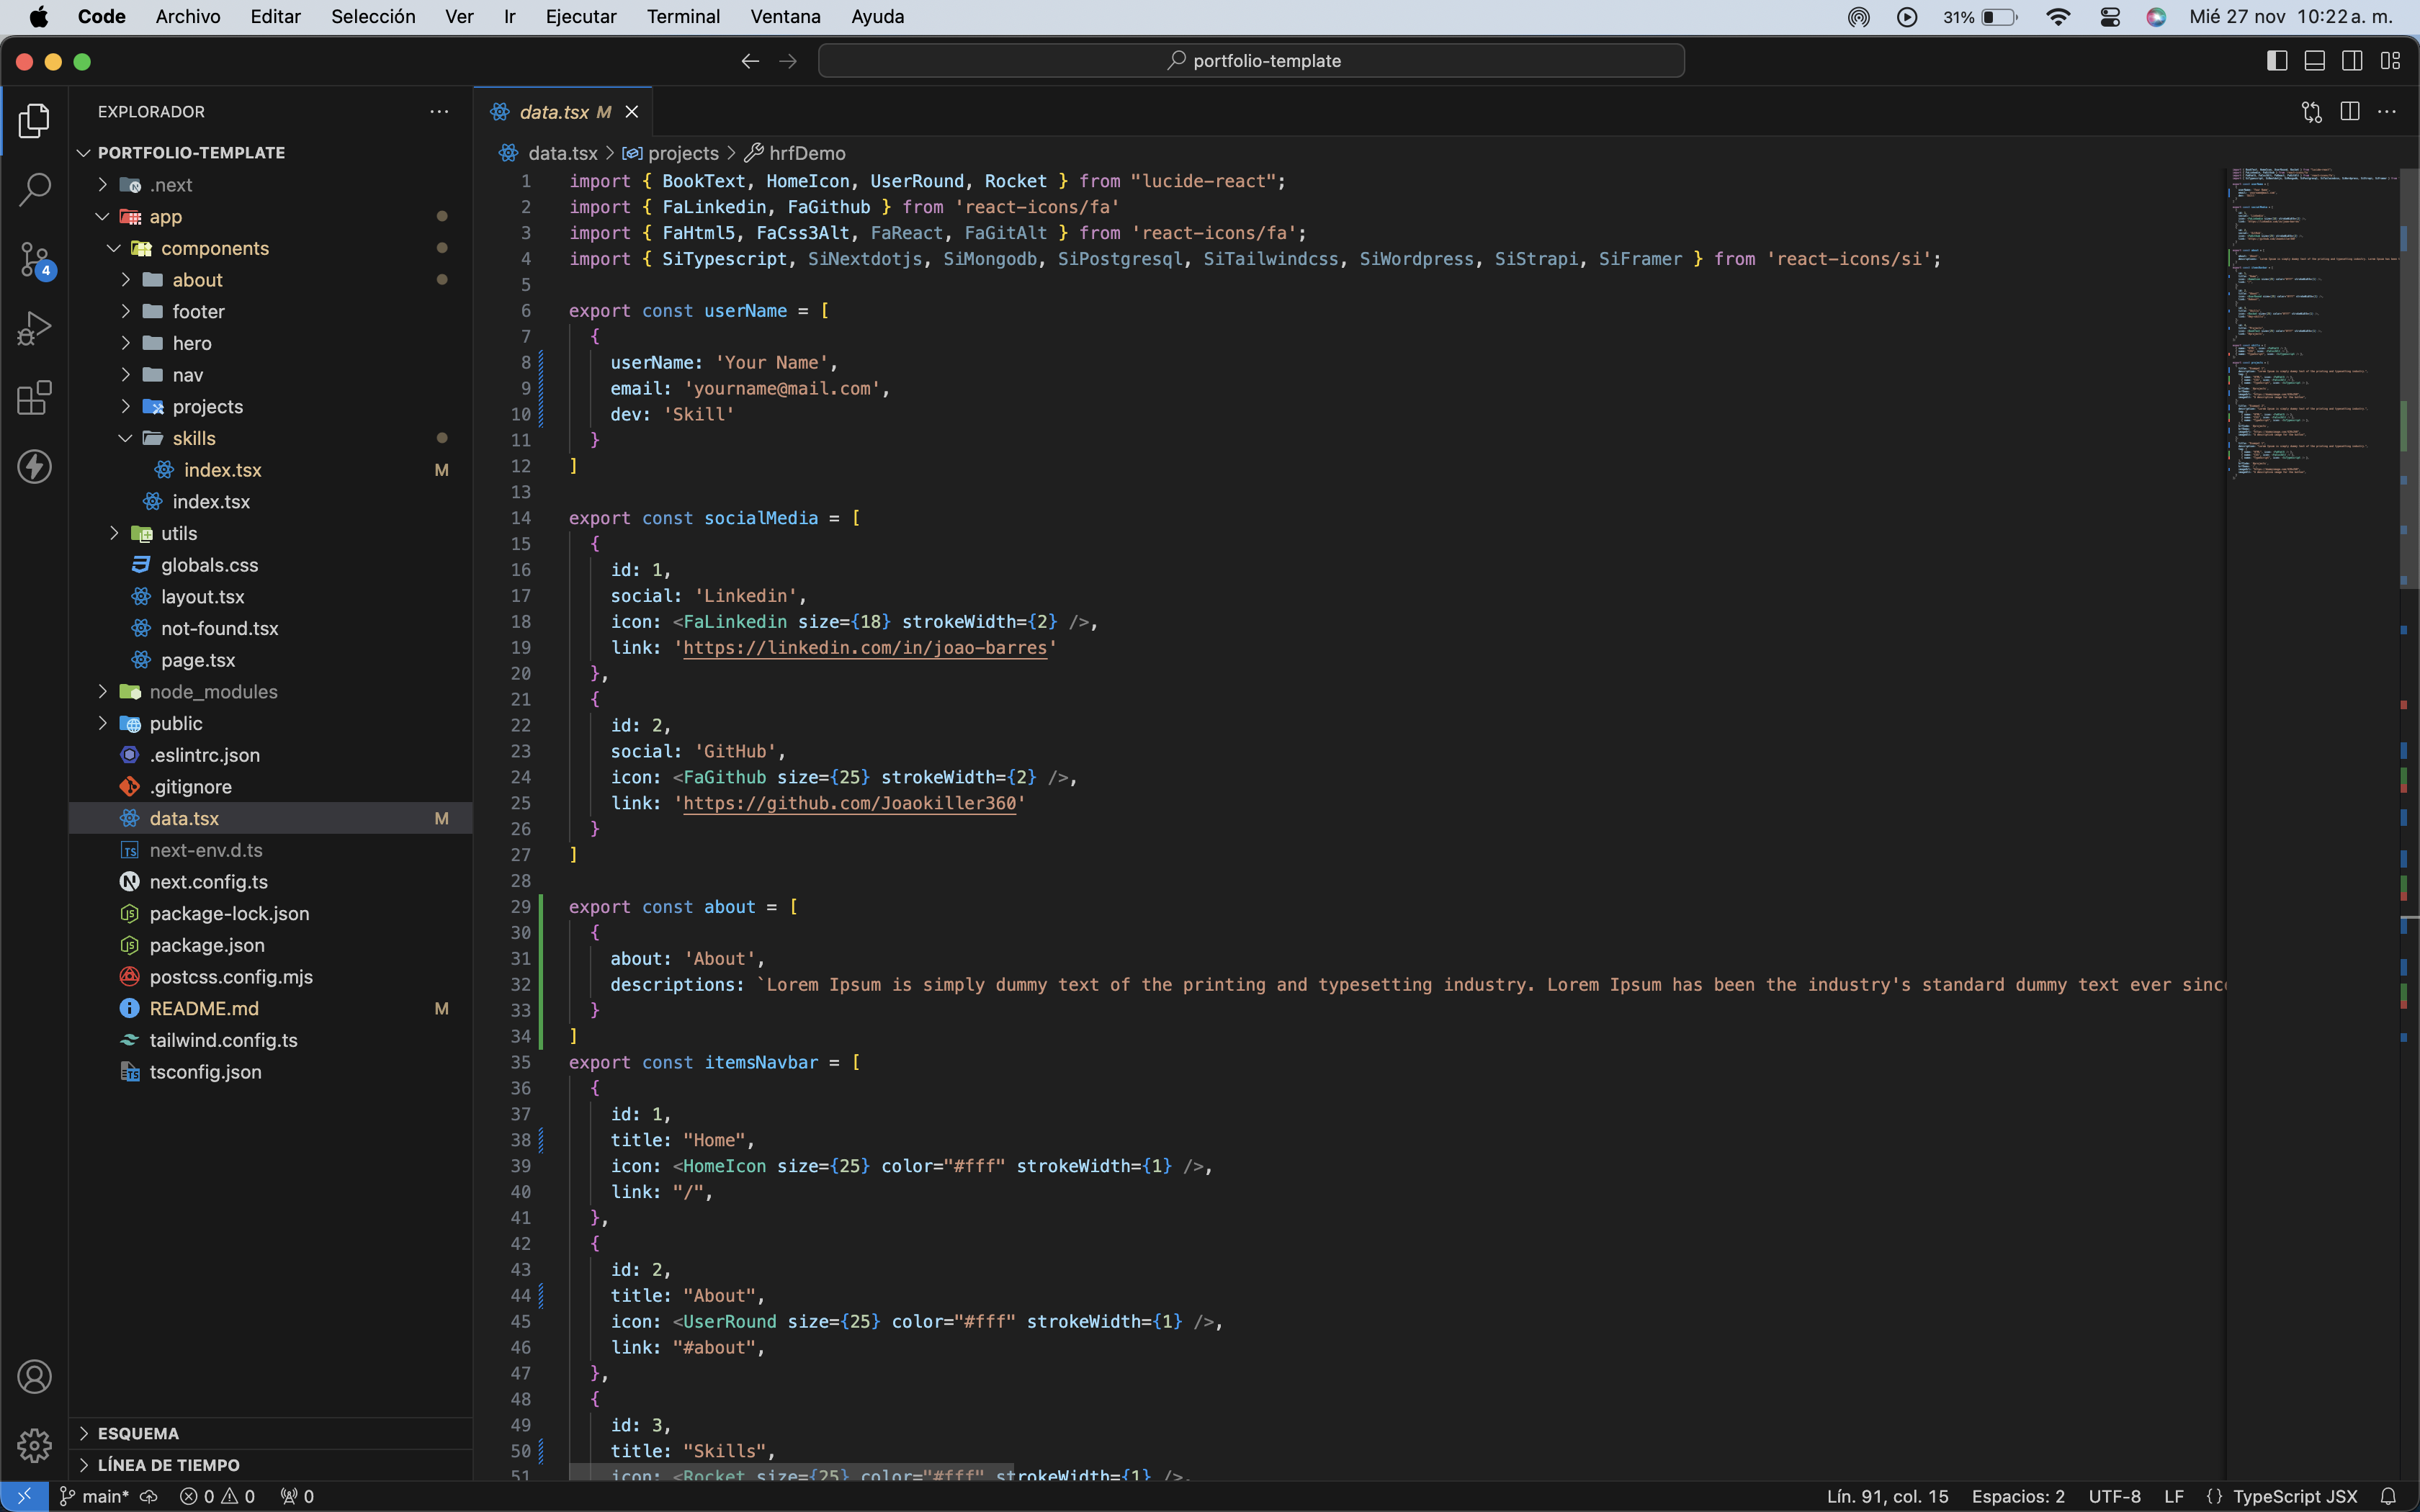 Code Archivo Editar Selección Ver Ir Ejecutar Terminal Ventana Ayuda 31% Mié 27 nov 10:22 a. m.
portfolio-template
EXPLORADOR
PORTFOLIO-TEMPLATE
.next
app
components
about
footer
hero
nav
projects
skills
index.tsx M
index.tsx
utils
globals.css
layout.tsx
not-found.tsx
page.tsx
node_modules
public
.eslintrc.json
.gitignore
data.tsx M
next-env.d.ts
next.config.ts
package-lock.json
package.json
postcss.config.mjs
README.md M
tailwind.config.ts
tsconfig.json
ESQUEMA
LÍNEA DE TIEMPO
4
data.tsx M
data.tsx > projects > hrfDemo
1 import { BookText, HomeIcon, UserRound, Rocket } from "lucide-react";
2 import { FaLinkedin, FaGithub } from 'react-icons/fa'
3 import { FaHtml5, FaCss3Alt, FaReact, FaGitAlt } from 'react-icons/fa';
4 import { SiTypescript, SiNextdotjs, SiMongodb, SiPostgresql, SiTailwindcss, SiWordpress, SiStrapi, SiFramer } from 'react-icons/si';
5
6 export const userName = [
7 {
8 userName: 'Your Name',
9 email: 'yourname@mail.com',
10 dev: 'Skill'
11 }
12 ]
13
14 export const socialMedia = [
15 {
16 id: 1,
17 social: 'Linkedin',
18 icon: <FaLinkedin size={18} strokeWidth={2} />,
19 link: 'https://linkedin.com/in/joao-barres'
20 },
21 {
22 id: 2,
23 social: 'GitHub',
24 icon: <FaGithub size={25} strokeWidth={2} />,
25 link: 'https://github.com/Joaokiller360'
26 }
27 ]
28
29 export const about = [
30 {
31 about: 'About',
32 descriptions: `Lorem Ipsum is simply dummy text of the printing and typesetting industry. Lorem Ipsum has been the industry's standard dummy text ever since
33 }
34 ]
35 export const itemsNavbar = [
36 {
37 id: 1,
38 title: "Home",
39 icon: <HomeIcon size={25} color="#fff" strokeWidth={1} />,
40 link: "/",
41 },
42 {
43 id: 2,
44 title: "About",
45 icon: <UserRound size={25} color="#fff" strokeWidth={1} />,
46 link: "#about",
47 },
48 {
49 id: 3,
50 title: "Skills",
51 icon: <Rocket size={25} color="#fff" strokeWidth={1} />,
main* 0 0 0 Lín. 91, col. 15 Espacios: 2 UTF-8 LF {} TypeScript JSX